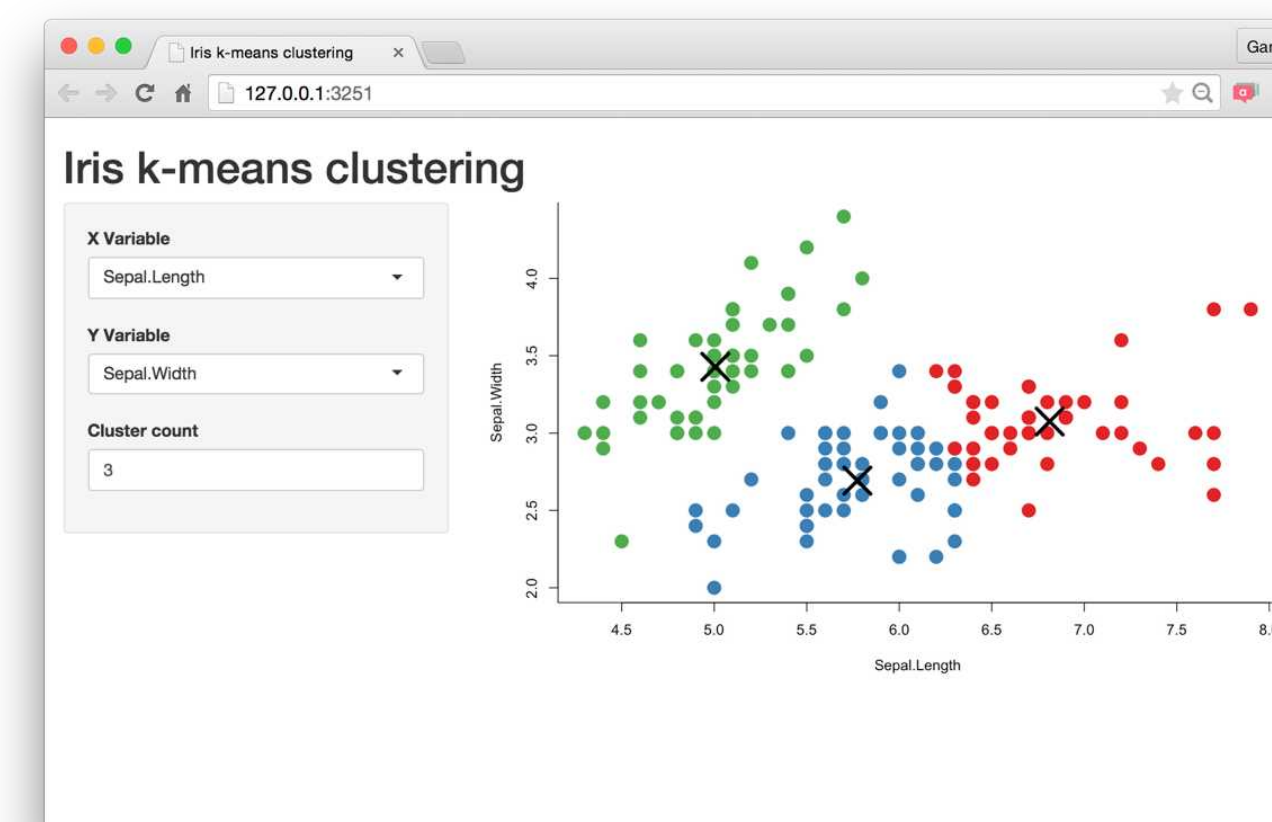 Iris k-means clustering
Gar
127.0.0.1:3251
Iris k-means clustering
X Variable
Sepal.Length
Y Variable
Sepal.Width
Cluster count
3
Sepal.Width
4.0
3.5
3.0
2.5
2.0
4.5 5.0 5.5 6.0 6.5 7.0 7.5 8.
Sepal.Length